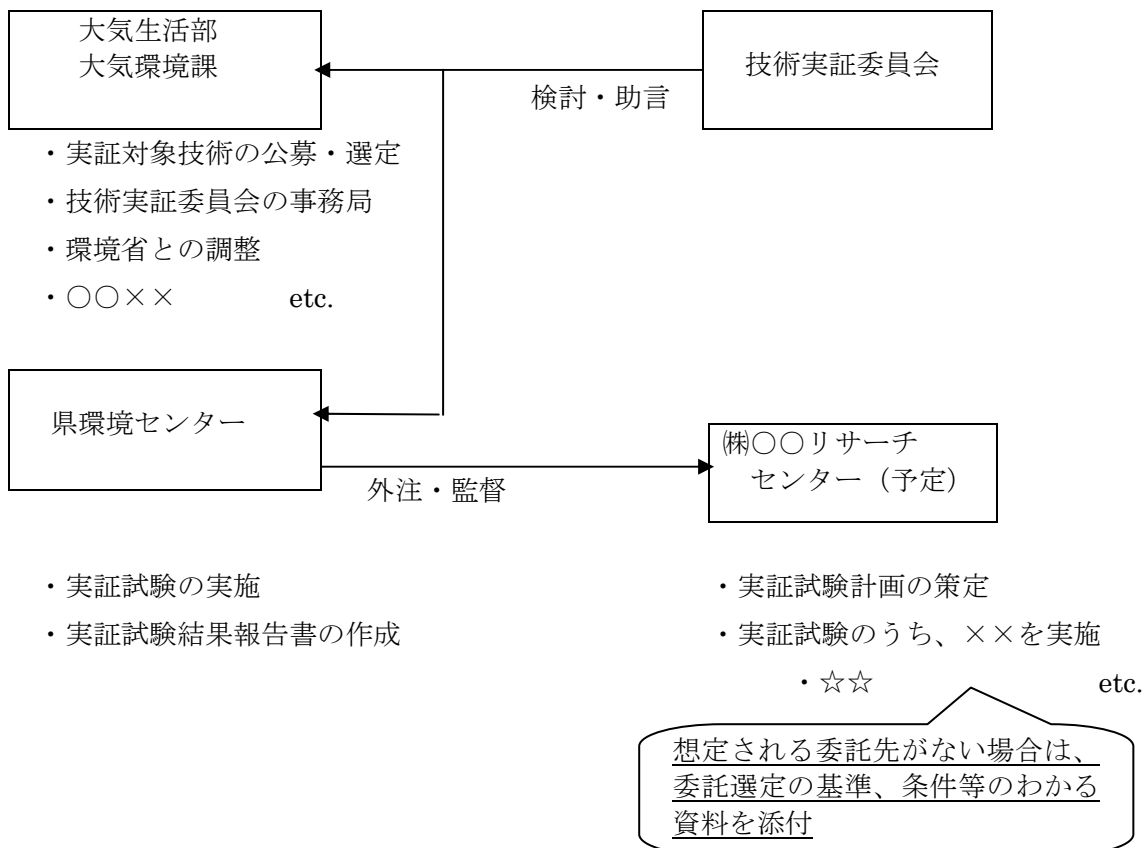 大気生活部
大気環境課
技術実証委員会
検討・助言
・実証対象技術の公募・選定
・技術実証委員会の事務局
・環境省との調整
・○○×× etc.
県環境センター
㈱○○リサーチ
センター（予定）
外注・監督
・実証試験の実施
・実証試験結果報告書の作成
・実証試験計画の策定
・実証試験のうち、××を実施
・☆☆ etc.
想定される委託先がない場合は、
委託選定の基準、条件等のわかる
資料を添付